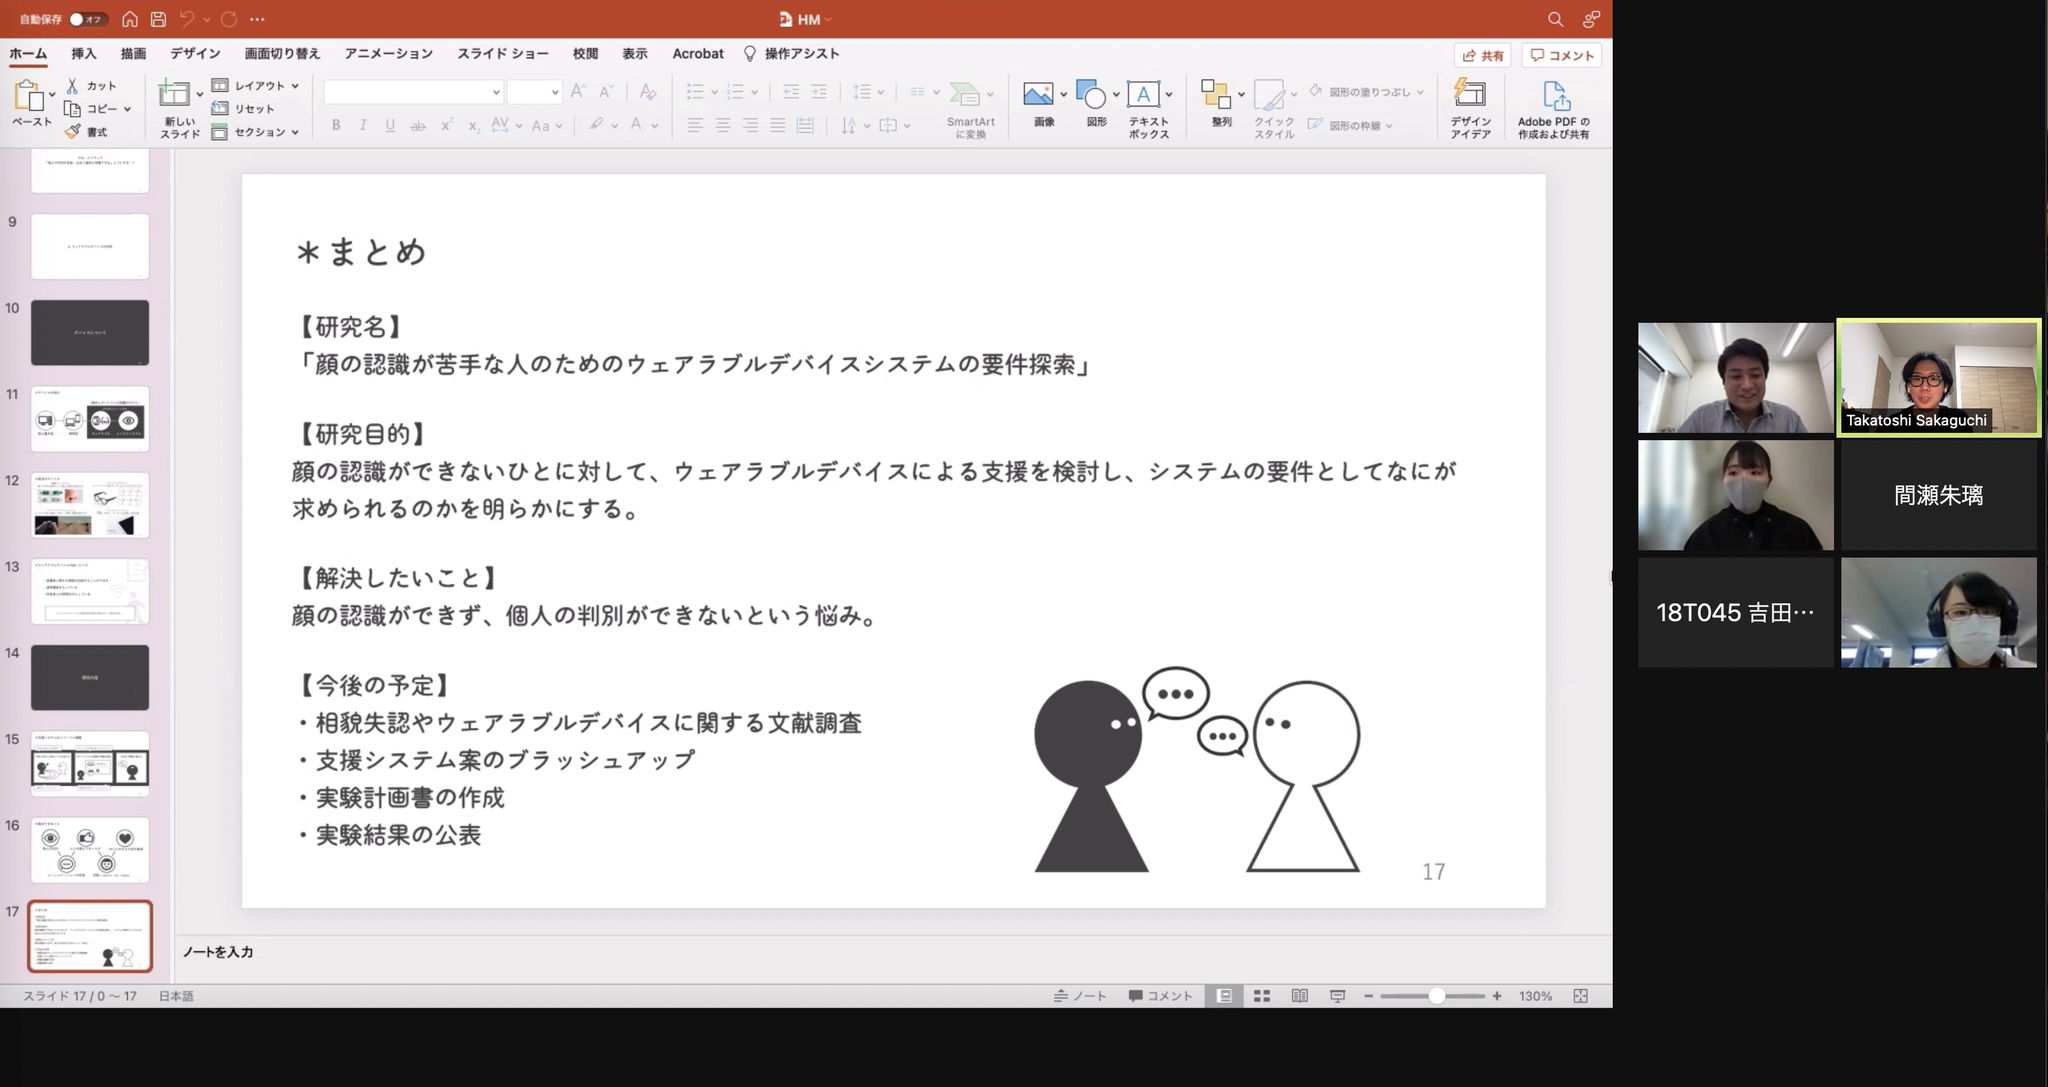 自動保存 オフ
HM
ホーム 挿入 描画 デザイン 画面切り替え アニメーション スライド ショー 校閲 表示 Acrobat 操作アシスト
共有 コメント
ペースト
カット
コピー
書式
新しい
スライド
レイアウト
リセット
セクション
SmartArt
に変換
画像
図形
テキスト
ボックス
整列
クイック
スタイル
図形の塗りつぶし
図形の枠線
デザイン
アイデア
Adobe PDF の
作成および共有
9
10
デバイスについて
11
12
13
14
研究内容
15
16
17
＊まとめ
【研究名】
「顔の認識が苦手な人のためのウェアラブルデバイスシステムの要件探索」
【研究目的】
顔の認識ができないひとに対して、ウェアラブルデバイスによる支援を検討し、システムの要件としてなにが
求められるのかを明らかにする。
【解決したいこと】
顔の認識ができず、個人の判別ができないという悩み。
【今後の予定】
・相貌失認やウェアラブルデバイスに関する文献調査
・支援システム案のブラッシュアップ
・実験計画書の作成
・実験結果の公表
17
ノートを入力
スライド 17 / 0 ～ 17 日本語
ノート コメント 130%
Takatoshi Sakaguchi
間瀬朱璃
18T045 吉田…